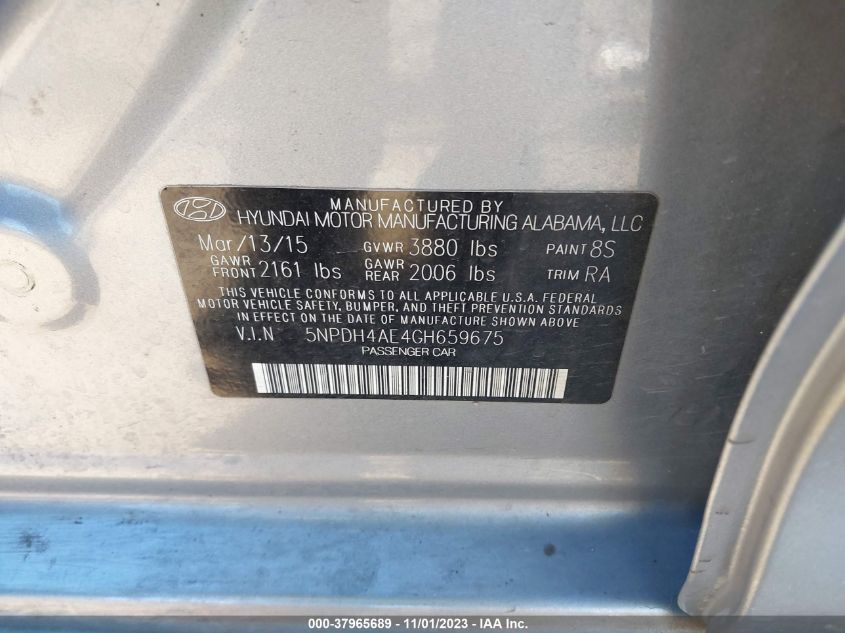 MANUFACTURED BY
HYUNDAI MOTOR MANUFACTURING ALABAMA, LLC
Mar/13/15 GVWR 3880 lbs PAINT 8S
GAWR FRONT 2161 lbs GAWR REAR 2006 lbs TRIM RA
THIS VEHICLE CONFORMS TO ALL APPLICABLE U.S.A. FEDERAL
MOTOR VEHICLE SAFETY, BUMPER, AND THEFT PREVENTION STANDARDS
IN EFFECT ON THE DATE OF MANUFACTURE SHOWN ABOVE.
V.I.N 5NPDH4AE4GH659675
PASSENGER CAR
000-37965689 - 11/01/2023 - IAA Inc.